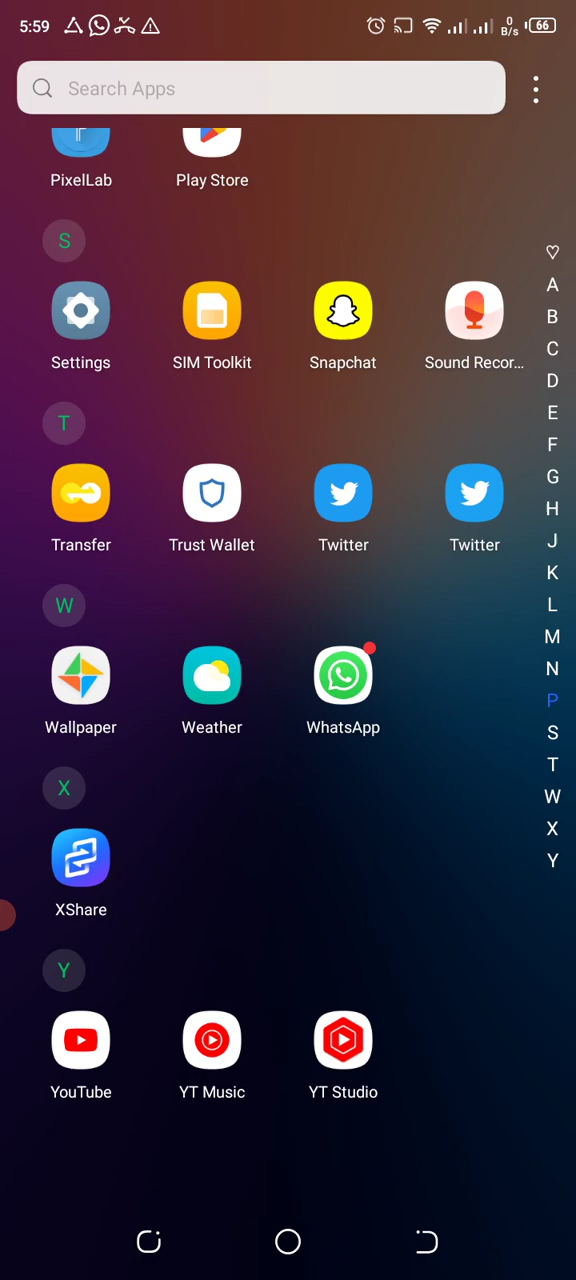 5:59
0
B/s
66
Search Apps
PixelLab
Play Store
S
Settings
SIM Toolkit
Snapchat
Sound Recor...
T
Transfer
Trust Wallet
Twitter
Twitter
W
Wallpaper
Weather
WhatsApp
X
XShare
Y
YouTube
YT Music
YT Studio
A
B
C
D
E
F
G
H
J
K
L
M
N
P
S
T
W
X
Y